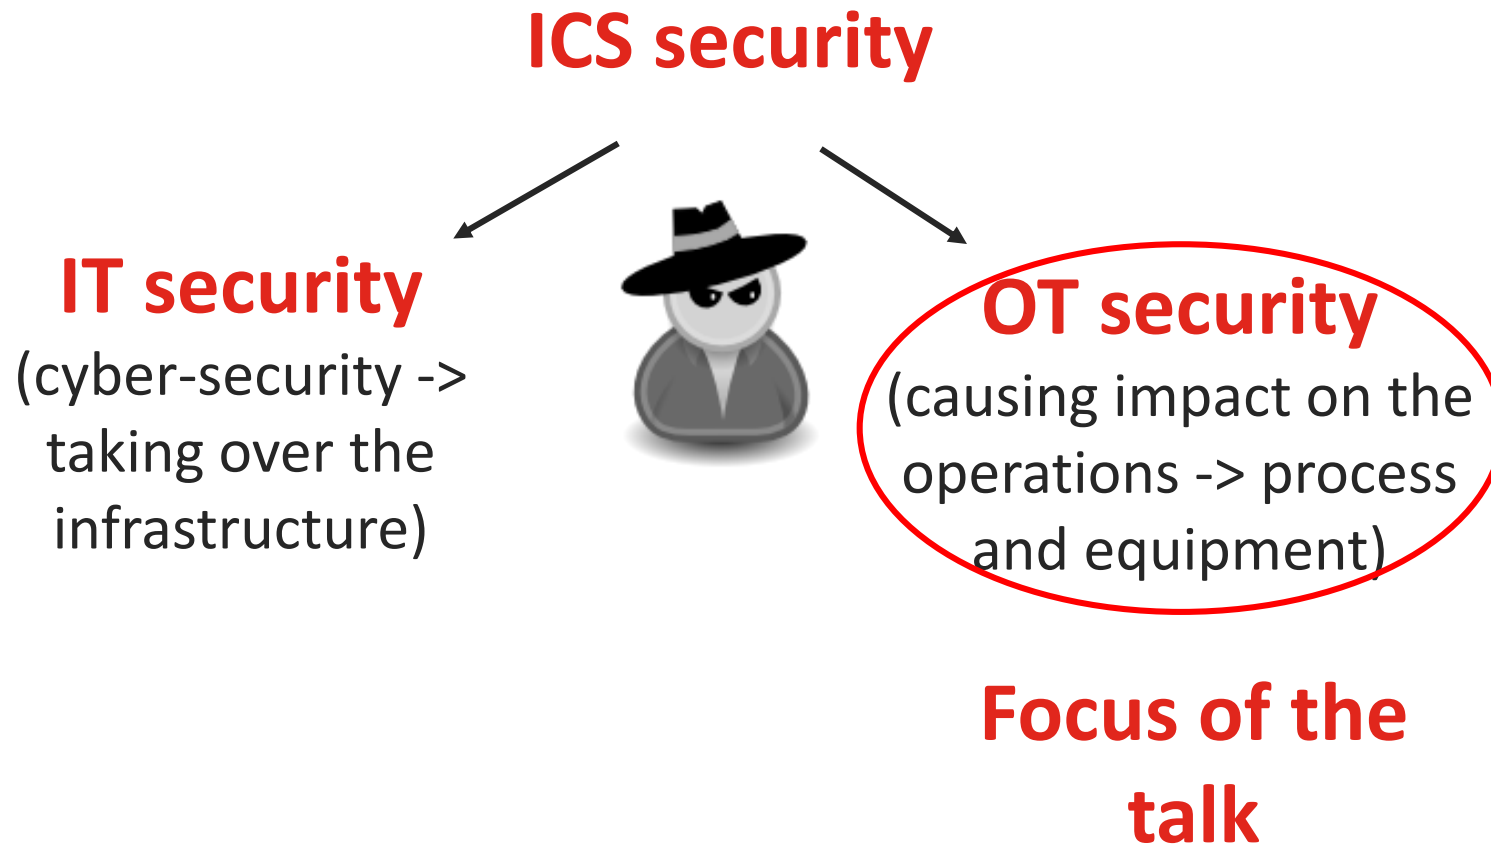 ICS security
IT security
(cyber-security ->
taking over the
infrastructure)
OT security
(causing impact on the
operations -> process
and equipment)
Focus of the
talk